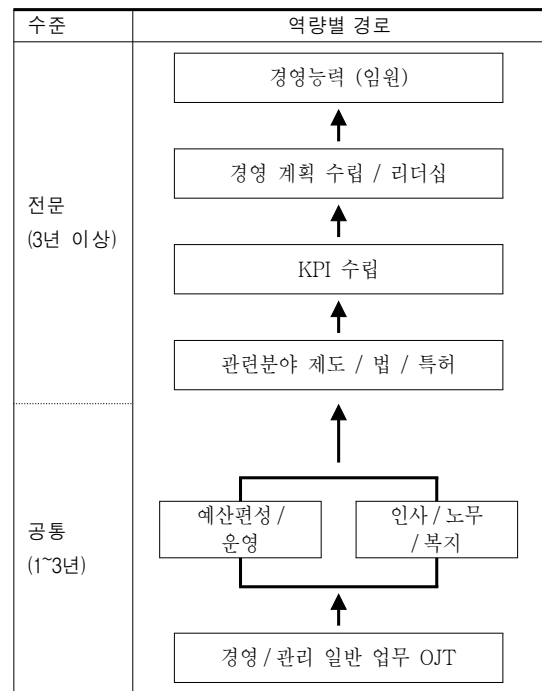 수준
역량별 경로
전문
(3년 이상)
경영능력 (임원)
경영 계획 수립 / 리더십
KPI 수립
관련분야 제도 / 법 / 특허
공통
(1~3년)
예산편성 /
운영
인사 / 노무
/ 복지
경영 / 관리 일반 업무 OJT